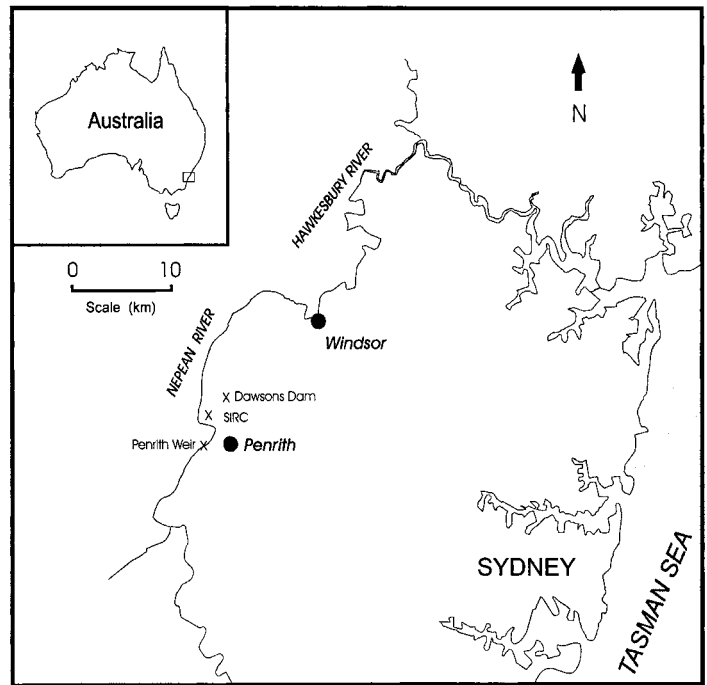 Australia
N
HAWKESBURY RIVER
0 10
Scale (km)
NEPEAN RIVER
Windsor
Dawsons Dam
SIRC
Penrith Weir
Penrith
SYDNEY
TASMAN SEA